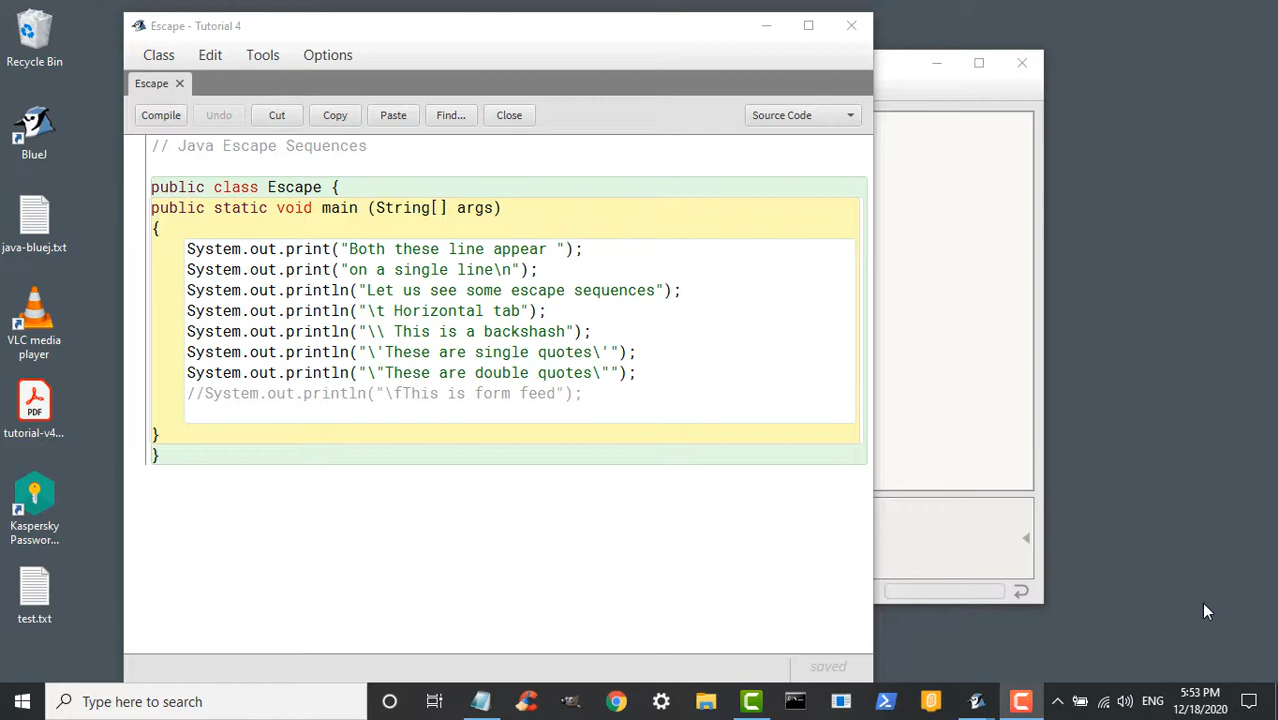 Recycle Bin
BlueJ
java-bluej.txt
VLC media
player
PDF
tutorial-v4...
Kaspersky
Passwor...
test.txt
Escape - Tutorial 4
Class Edit Tools Options
Escape
Compile Undo Cut Copy Paste Find... Close Source Code
// Java Escape Sequences
public class Escape {
public static void main (String[] args)
{
System.out.print("Both these line appear ");
System.out.print("on a single line\n");
System.out.println("Let us see some escape sequences");
System.out.println("\t Horizontal tab");
System.out.println("\\ This is a backshash");
System.out.println("\'These are single quotes\'");
System.out.println("\"These are double quotes\"");
//System.out.println("\fThis is form feed");
}
}
saved
Type here to search
ENG
5:53 PM
12/18/2020